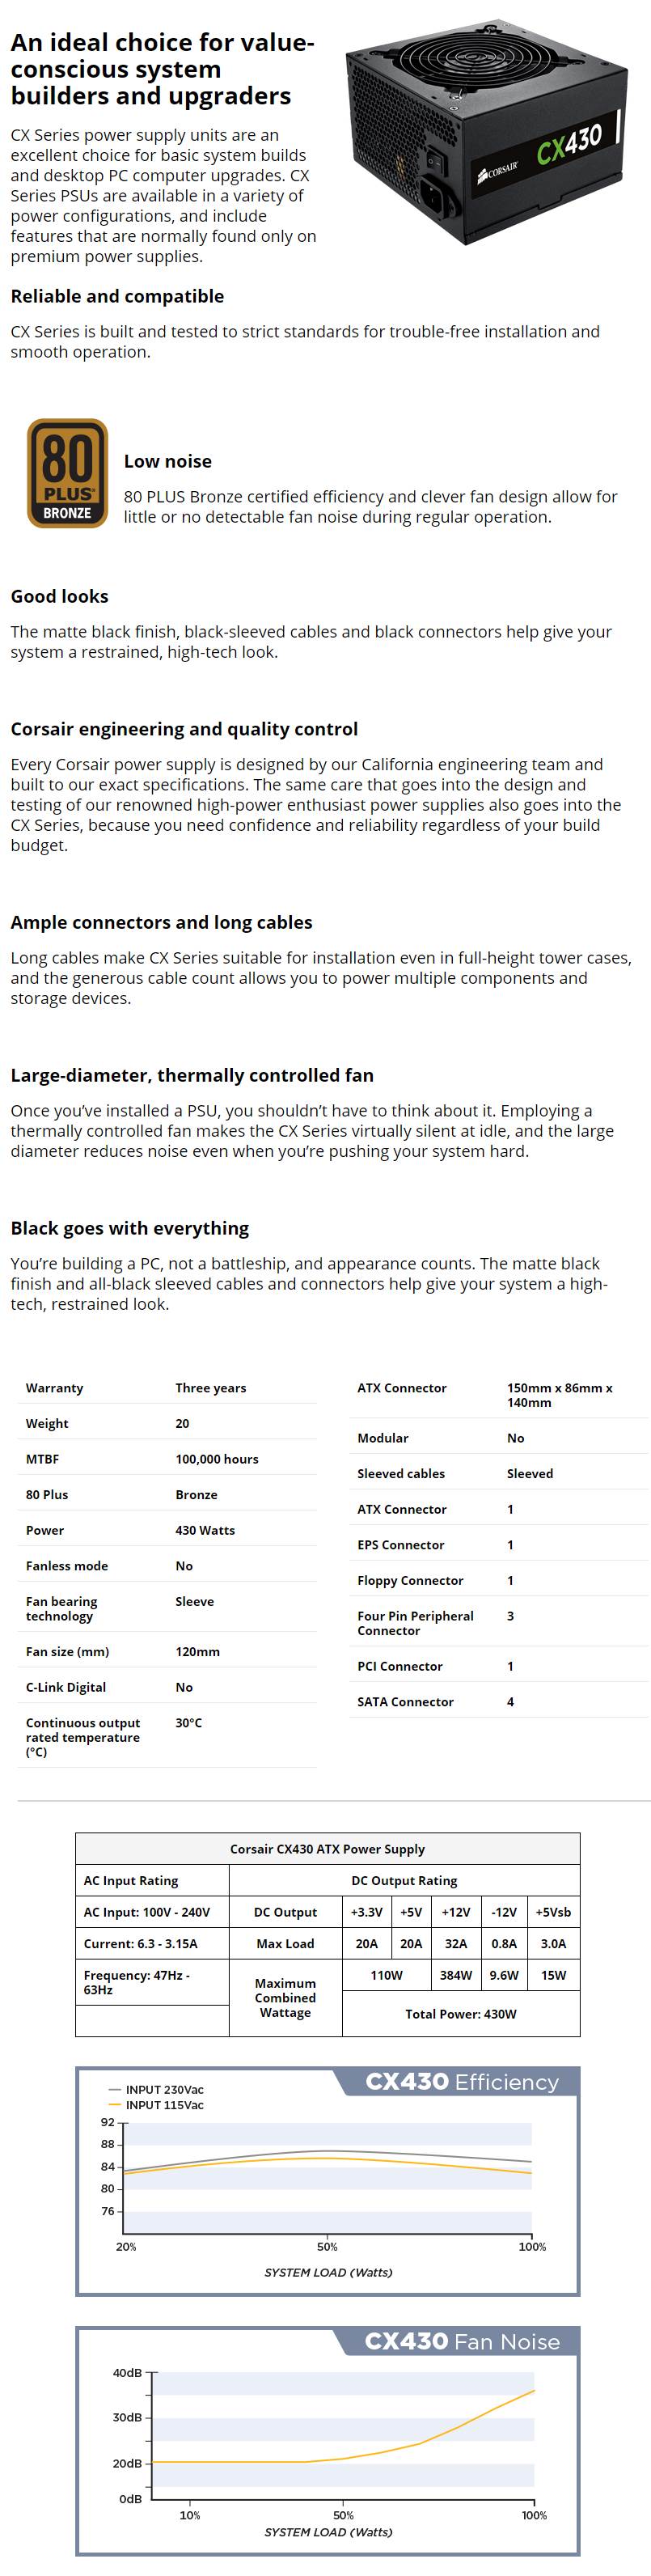 An ideal choice for value-
conscious system
builders and upgraders
CX Series power supply units are an
excellent choice for basic system builds
and desktop PC computer upgrades. CX
Series PSUs are available in a variety of
power configurations, and include
features that are normally found only on
premium power supplies.
CORSAIR
CX430
Reliable and compatible
CX Series is built and tested to strict standards for trouble-free installation and
smooth operation.
80
PLUS®
BRONZE
Low noise
80 PLUS Bronze certified efficiency and clever fan design allow for
little or no detectable fan noise during regular operation.
Good looks
The matte black finish, black-sleeved cables and black connectors help give your
system a restrained, high-tech look.
Corsair engineering and quality control
Every Corsair power supply is designed by our California engineering team and
built to our exact specifications. The same care that goes into the design and
testing of our renowned high-power enthusiast power supplies also goes into the
CX Series, because you need confidence and reliability regardless of your build
budget.
Ample connectors and long cables
Long cables make CX Series suitable for installation even in full-height tower cases,
and the generous cable count allows you to power multiple components and
storage devices.
Large-diameter, thermally controlled fan
Once you’ve installed a PSU, you shouldn’t have to think about it. Employing a
thermally controlled fan makes the CX Series virtually silent at idle, and the large
diameter reduces noise even when you’re pushing your system hard.
Black goes with everything
You’re building a PC, not a battleship, and appearance counts. The matte black
finish and all-black sleeved cables and connectors help give your system a high-
tech, restrained look.
Warranty Three years
Weight 20
MTBF 100,000 hours
80 Plus Bronze
Power 430 Watts
Fanless mode No
Fan bearing Sleeve
technology
Fan size (mm) 120mm
C-Link Digital No
Continuous output 30°C
rated temperature
(°C)
ATX Connector 150mm x 86mm x
140mm
Modular No
Sleeved cables Sleeved
ATX Connector 1
EPS Connector 1
Floppy Connector 1
Four Pin Peripheral 3
Connector
PCI Connector 1
SATA Connector 4
Corsair CX430 ATX Power Supply
AC Input Rating DC Output Rating
AC Input: 100V - 240V DC Output +3.3V +5V +12V -12V +5Vsb
Current: 6.3 - 3.15A Max Load 20A 20A 32A 0.8A 3.0A
Frequency: 47Hz -
63Hz
Maximum
Combined
Wattage
110W 384W 9.6W 15W
Total Power: 430W
CX430 Efficiency
INPUT 230Vac
INPUT 115Vac
92
88
84
80
76
20% 50% 100%
SYSTEM LOAD (Watts)
CX430 Fan Noise
40dB
30dB
20dB
0dB
10% 50% 100%
SYSTEM LOAD (Watts)